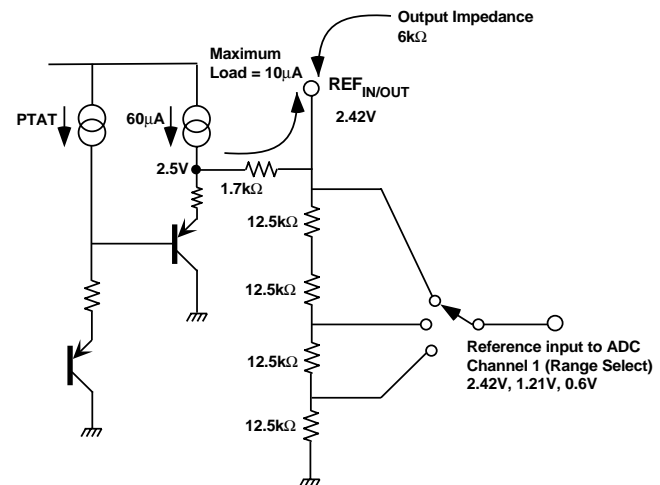 Output Impedance
6kΩ
Maximum
Load = 10μA
REF IN/OUT
2.42V
PTAT
60μA
2.5V
1.7kΩ
12.5kΩ
12.5kΩ
12.5kΩ
12.5kΩ
Reference input to ADC
Channel 1 (Range Select)
2.42V, 1.21V, 0.6V